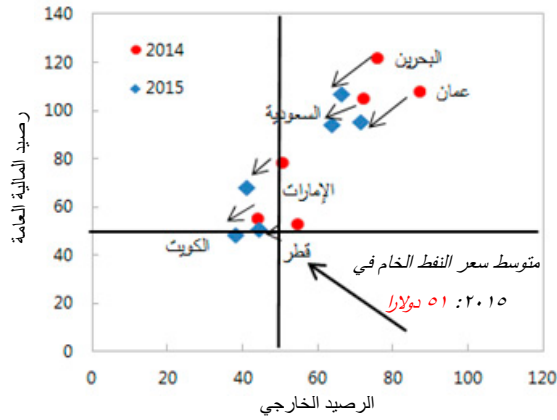 140
120
100
80
60
40
20
0
رصيد المالية العامة
2014
2015
البحرين
عمان
السعودية
الإمارات
الكويت
قطر
متوسط سعر النفط الخام في
٢٠١٥: ٥١ دولارا
0 20 40 60 80 100 120
الرصيد الخارجي